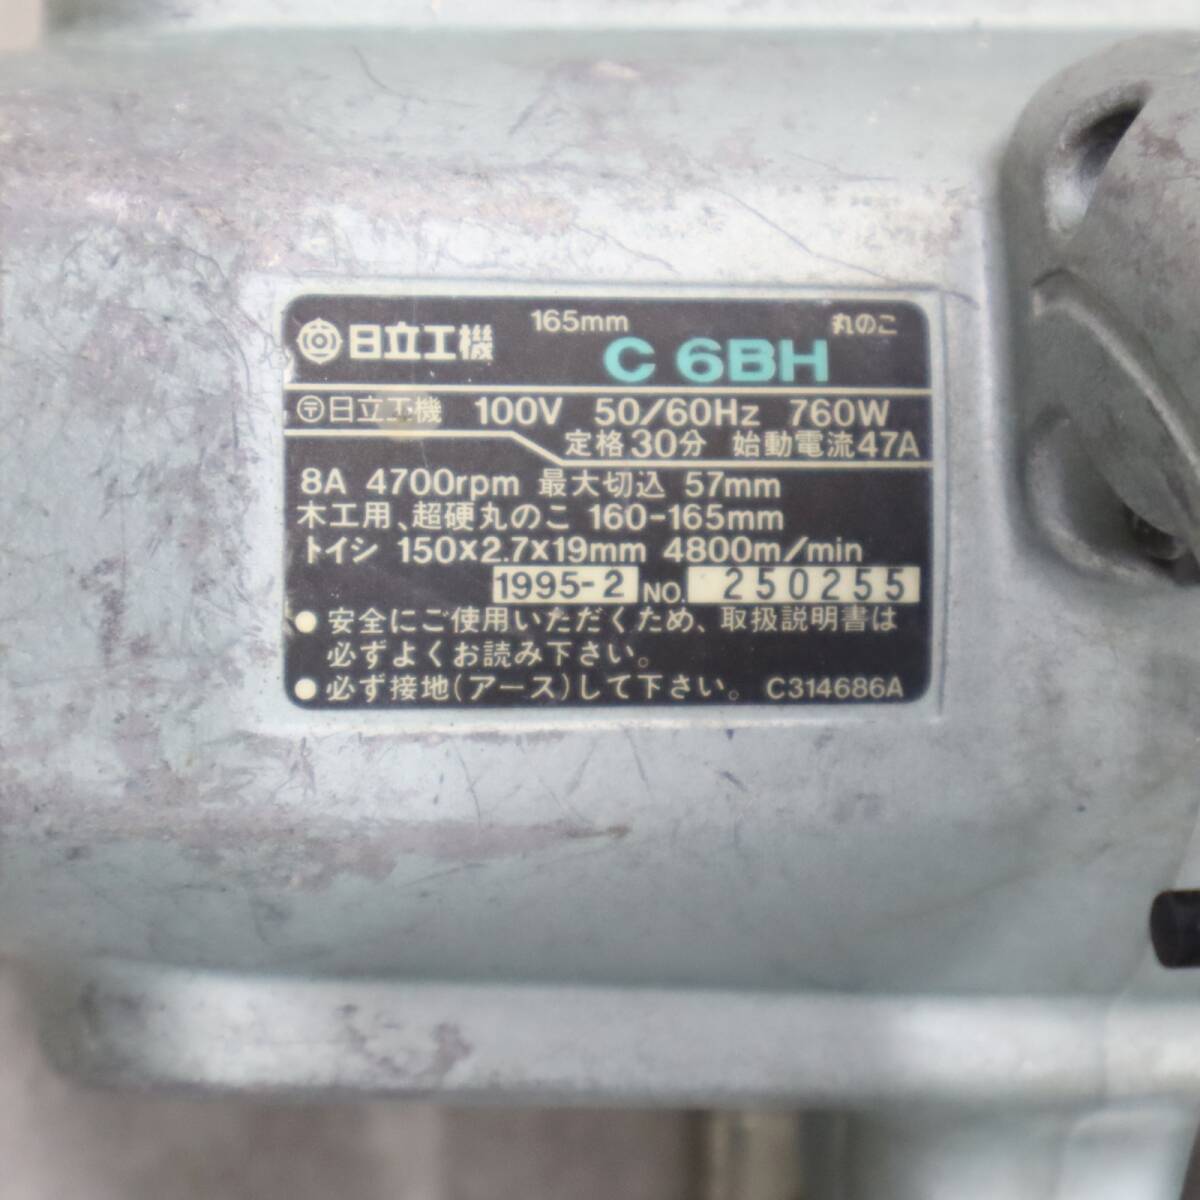 日立工機 165mm 丸のこ
C 6BH
〒日立工機 100V 50/60Hz 760W
定格30分 始動電流47A
8A 4700rpm 最大切込 57mm
木工用、超硬丸のこ 160-165mm
トイシ 150×2.7×19mm 4800m/min
1995-2 NO. 250255
● 安全にご使用いただくため、取扱説明書は
必ずよくお読み下さい。
● 必ず接地(アース)して下さい。 C314686A